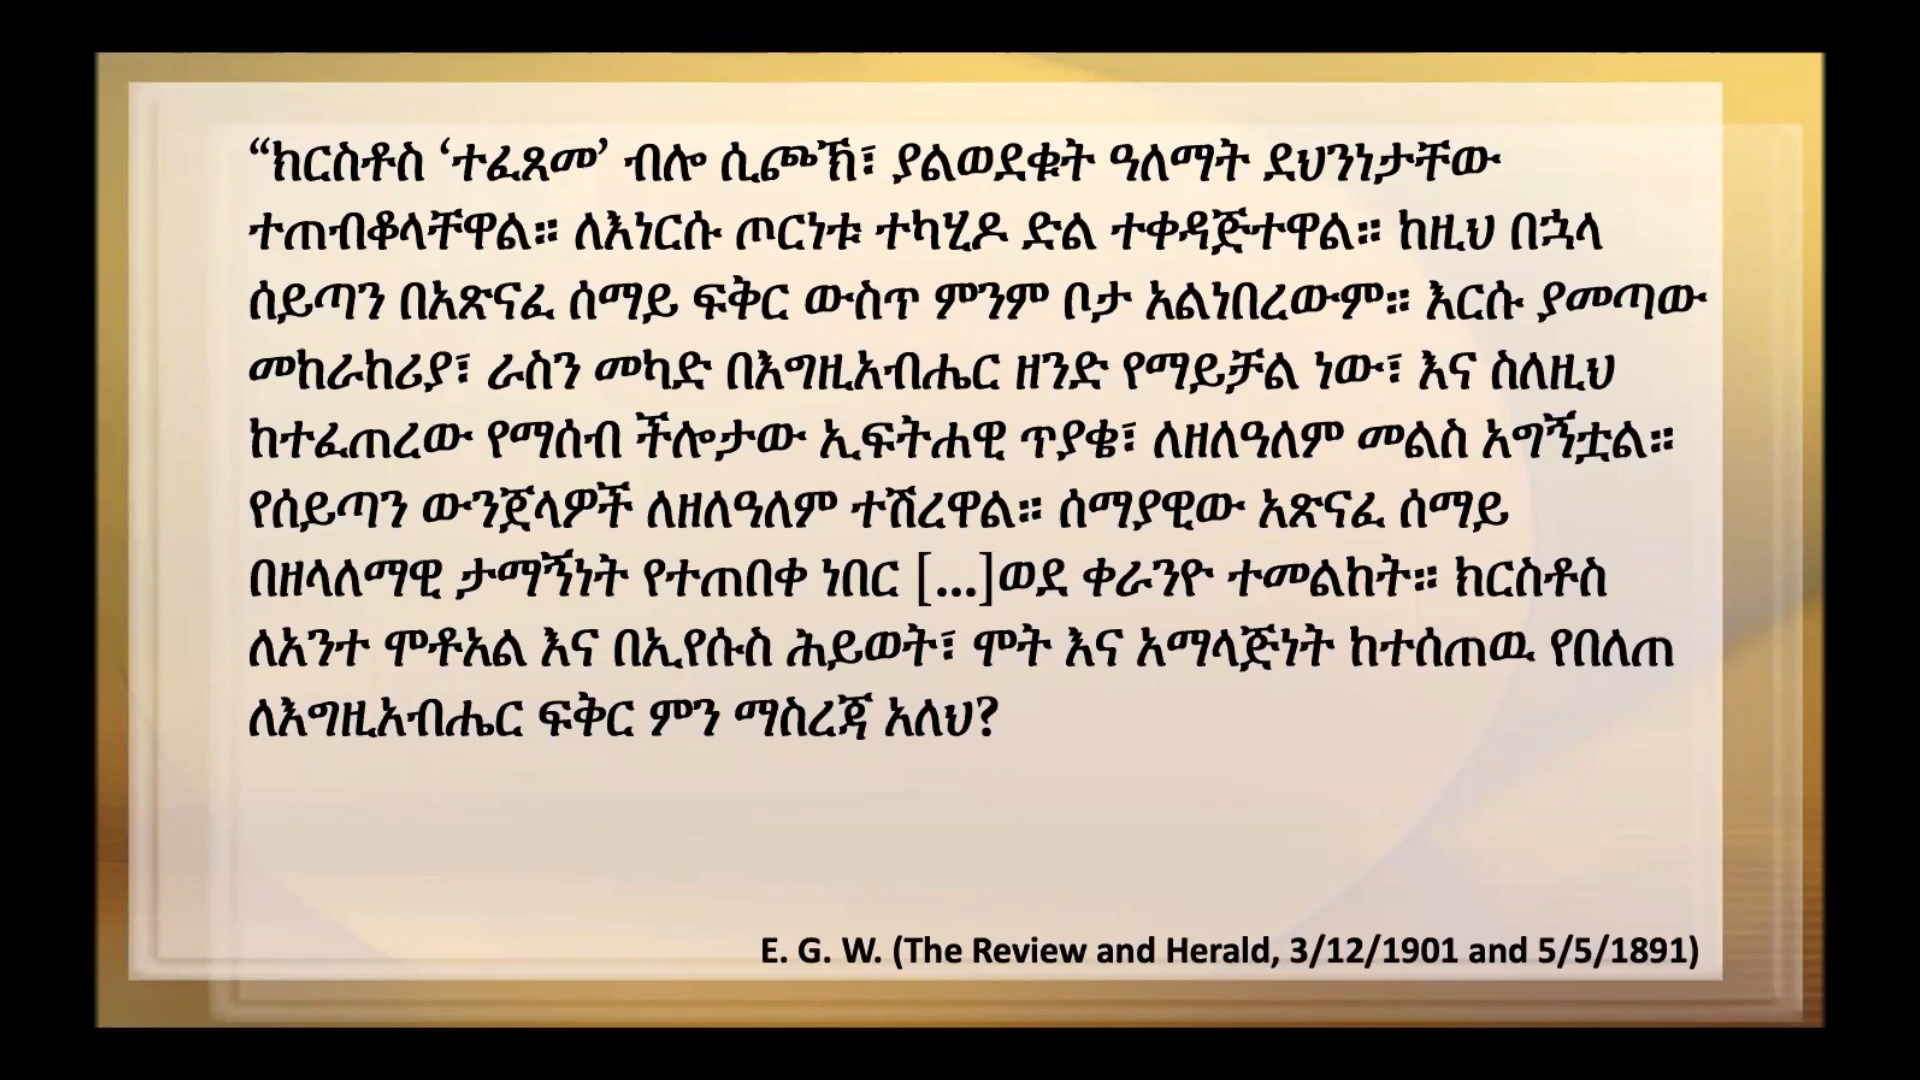 “ክርስቶስ ‘ተፈጸመ’ ብሎ ሲጮኽ፣ ያልወደቁት ዓለማት ደህንነታቸው
ተጠብቆላቸዋል። ለእነርሱ ጦርነቱ ተካሂዶ ድል ተቀዳጅተዋል። ከዚህ በኋላ
ሰይጣን በአጽናፈ ሰማይ ፍቅር ውስጥ ምንም ቦታ አልነበረውም። እርሱ ያመጣው
መከራከሪያ፣ ራስን መካድ በእግዚአብሔር ዘንድ የማይቻል ነው፣ እና ስለዚህ
ከተፈጠረው የማሰብ ችሎታው ኢፍትሐዊ ጥያቄ፣ ለዘለዓለም መልስ አግኝቷል።
የሰይጣን ውንጀላዎች ለዘለዓለም ተሽረዋል። ሰማያዊው አጽናፈ ሰማይ
በዘላለማዊ ታማኝነት የተጠበቀ ነበር [...]ወደ ቀራንዮ ተመልከት። ክርስቶስ
ለአንተ ሞቶአል እና በኢየሱስ ሕይወት፣ ሞት እና አማላጅነት ከተሰጠዉ የበለጠ
ለእግዚአብሔር ፍቅር ምን ማስረጃ አለህ?
E. G. W. (The Review and Herald, 3/12/1901 and 5/5/1891)